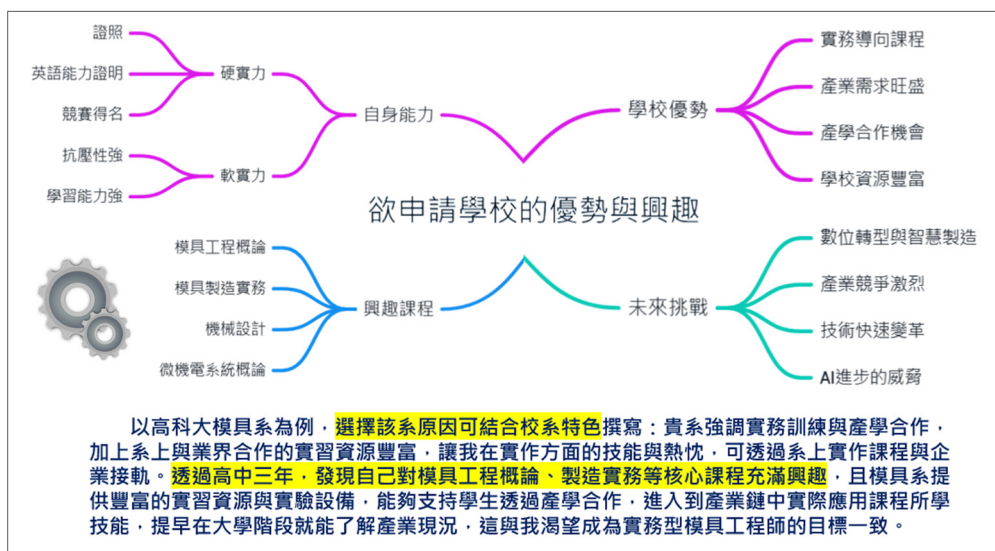 證照
英語能力證明
競賽得名
硬實力
抗壓性強
學習能力強
軟實力
自身能力
學校優勢
實務導向課程
產業需求旺盛
產學合作機會
學校資源豐富
欲申請學校的優勢與興趣
模具工程概論
模具製造實務
機械設計
微機電系統概論
興趣課程
未來挑戰
數位轉型與智慧製造
產業競爭激烈
技術快速變革
AI進步的威脅
以高科大模具系為例，選擇該系原因可結合校系特色撰寫：貴系強調實務訓練與產學合作，
加上系上與業界合作的實習資源豐富，讓我在實作方面的技能與熱忱，可透過系上實作課程與企
業接軌。透過高中三年，發現自己對模具工程概論、製造實務等核心課程充滿興趣，且模具系提
供豐富的實習資源與實驗設備，能夠支持學生透過產學合作，進入到產業鏈中實際應用課程所學
技能，提早在大學階段就能了解產業現況，這與我渴望成為實務型模具工程師的目標一致。